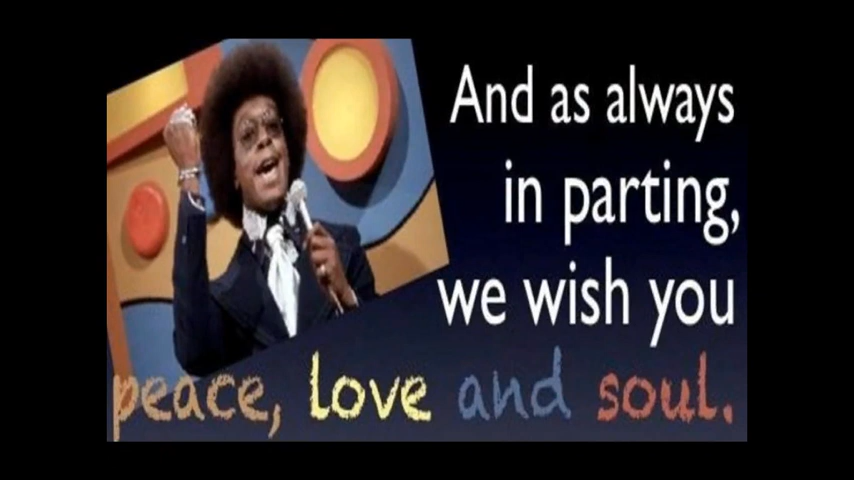 And as always
in parting,
we wish you
peace, love and soul.